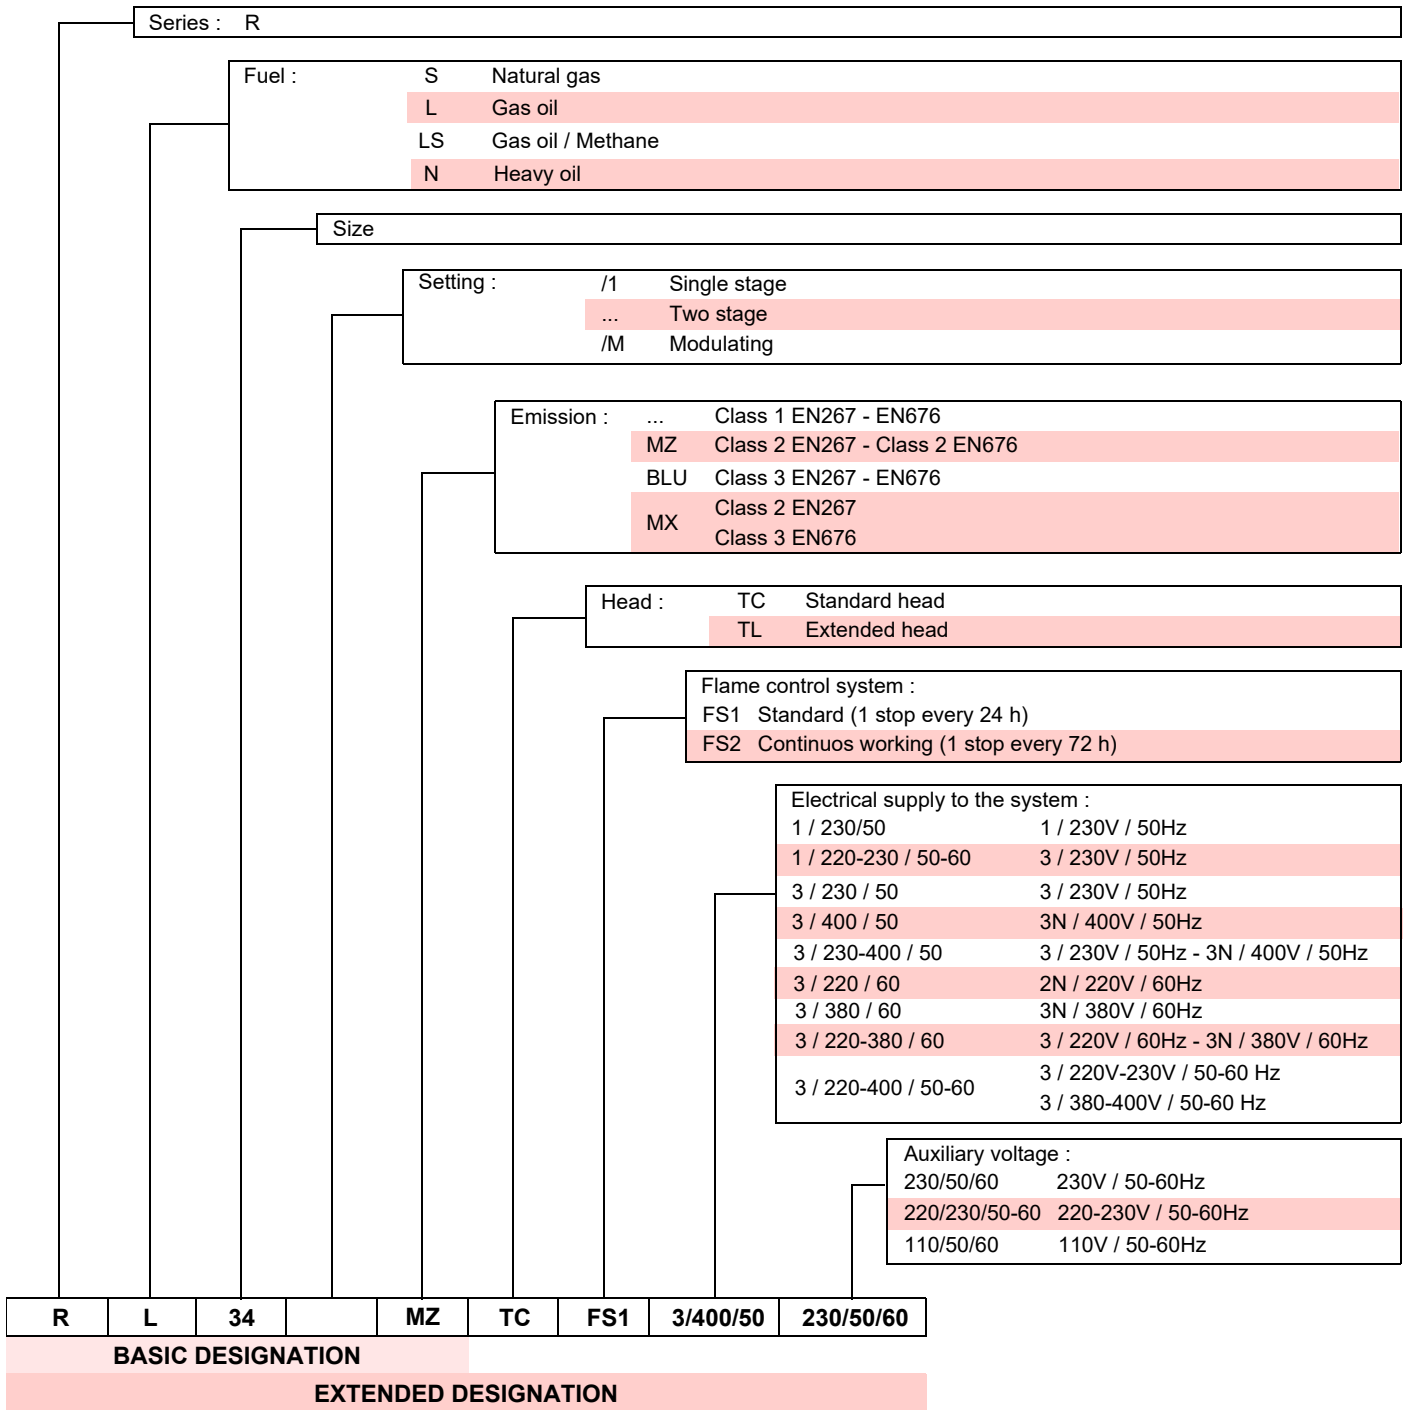 Series : R
Fuel : S Natural gas
L Gas oil
LS Gas oil / Methane
N Heavy oil
Size
Setting : /1 Single stage
... Two stage
/M Modulating
Emission : ... Class 1 EN267 - EN676
MZ Class 2 EN267 - Class 2 EN676
BLU Class 3 EN267 - EN676
MX Class 2 EN267
Class 3 EN676
Head : TC Standard head
TL Extended head
Flame control system :
FS1 Standard (1 stop every 24 h)
FS2 Continuos working (1 stop every 72 h)
Electrical supply to the system :
1 / 230/50 1 / 230V / 50Hz
1 / 220-230 / 50-60 3 / 230V / 50Hz
3 / 230 / 50 3 / 230V / 50Hz
3 / 400 / 50 3N / 400V / 50Hz
3 / 230-400 / 50 3 / 230V / 50Hz - 3N / 400V / 50Hz
3 / 220 / 60 2N / 220V / 60Hz
3 / 380 / 60 3N / 380V / 60Hz
3 / 220-380 / 60 3 / 220V / 60Hz - 3N / 380V / 60Hz
3 / 220-400 / 50-60 3 / 220V-230V / 50-60 Hz
3 / 380-400V / 50-60 Hz
Auxiliary voltage :
230/50/60 230V / 50-60Hz
220/230/50-60 220-230V / 50-60Hz
110/50/60 110V / 50-60Hz
R L 34 MZ TC FS1 3/400/50 230/50/60
BASIC DESIGNATION
EXTENDED DESIGNATION